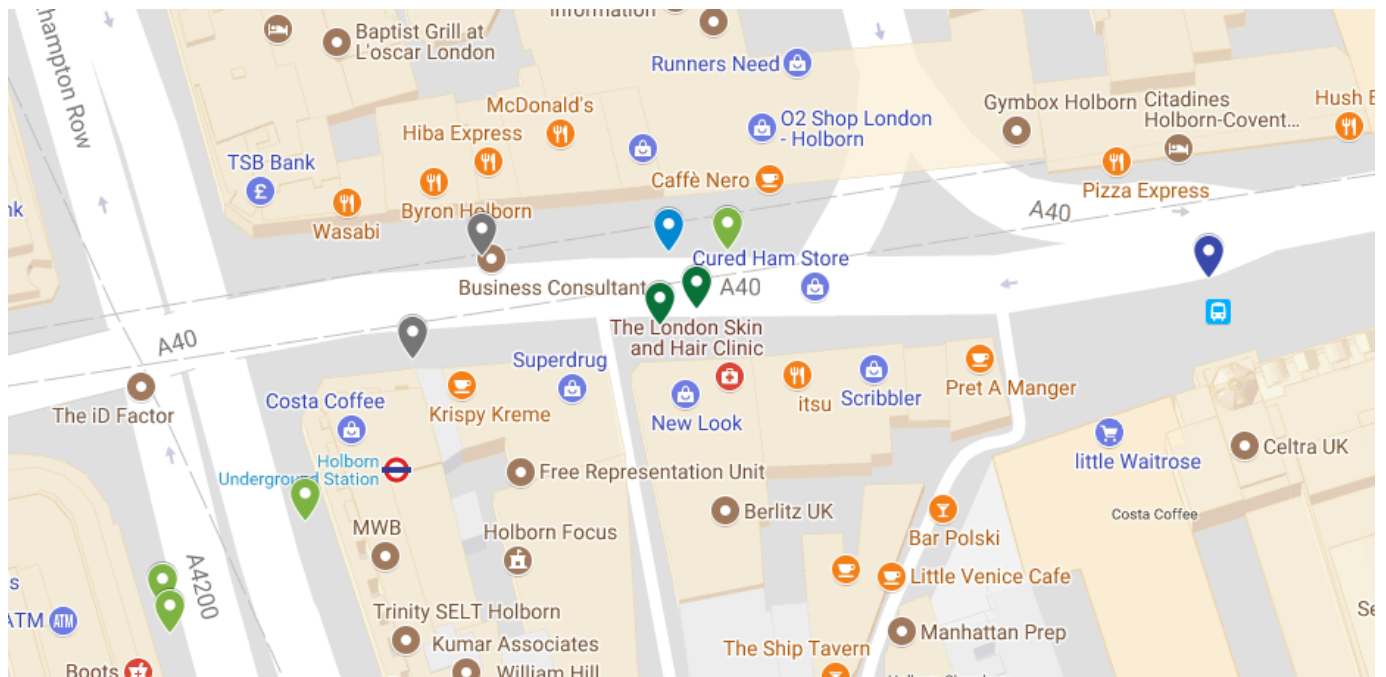 hampton Row
Information
Baptist Grill at
L'oscar London
Runners Need
McDonald's
Hiba Express
O2 Shop London
- Holborn
Gymbox Holborn
Citadines
Holborn-Covent...
Hush
TSB Bank
£
Caffè Nero
Pizza Express
Byron Holborn
Wasabi
nk
A40
Cured Ham Store
Business Consultant
A40
A40
The London Skin
and Hair Clinic
Superdrug
The iD Factor
Costa Coffee
Krispy Kreme
New Look
itsu
Scribbler
Pret A Manger
Holborn
Underground Station
Free Representation Unit
little Waitrose
Celtra UK
MWB
Holborn Focus
Berlitz UK
Bar Polski
Costa Coffee
A4200
s
ATM
ATM
Little Venice Cafe
Trinity SELT Holborn
Kumar Associates
William Hill
Manhattan Prep
The Ship Tavern
Se
Boots